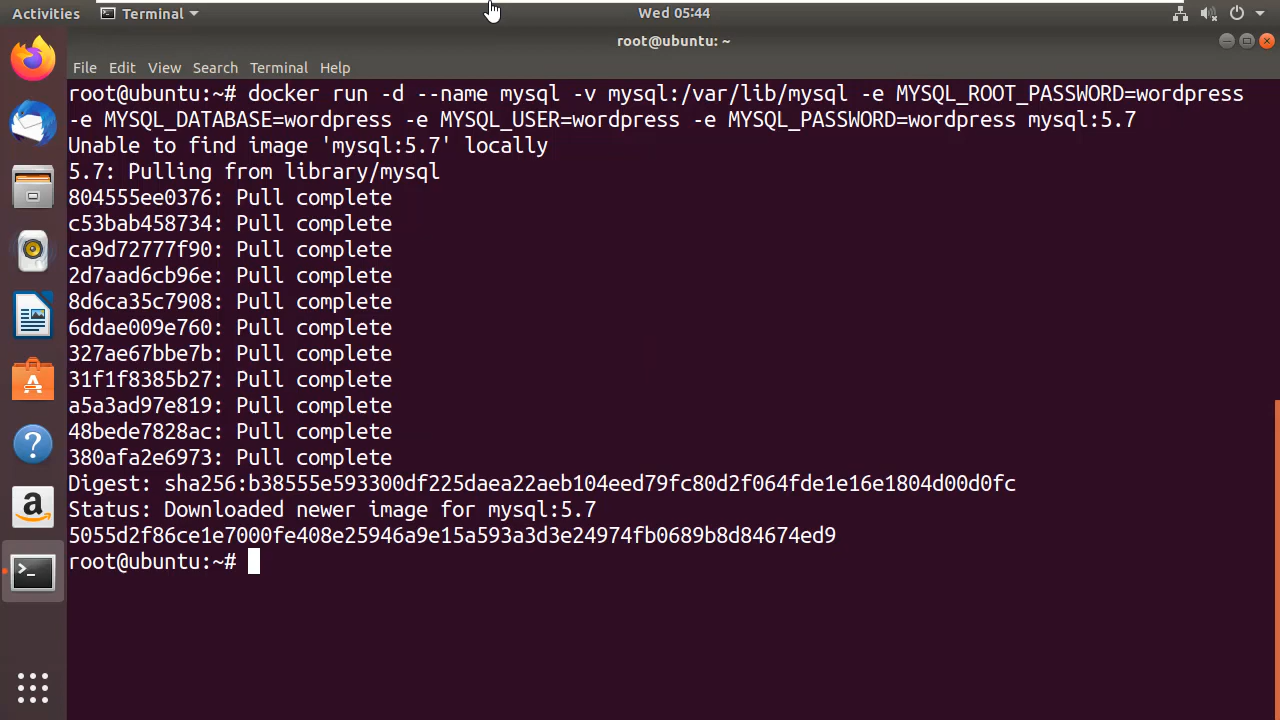 Activities
Terminal
Wed 05:44
root@ubuntu: ~
File Edit View Search Terminal Help
root@ubuntu:~# docker run -d --name mysql -v mysql:/var/lib/mysql -e MYSQL_ROOT_PASSWORD=wordpress
-e MYSQL_DATABASE=wordpress -e MYSQL_USER=wordpress -e MYSQL_PASSWORD=wordpress mysql:5.7
Unable to find image 'mysql:5.7' locally
5.7: Pulling from library/mysql
804555ee0376: Pull complete
c53bab458734: Pull complete
ca9d72777f90: Pull complete
2d7aad6cb96e: Pull complete
8d6ca35c7908: Pull complete
6ddae009e760: Pull complete
327ae67bbe7b: Pull complete
31f1f8385b27: Pull complete
a5a3ad97e819: Pull complete
48bede7828ac: Pull complete
380afa2e6973: Pull complete
Digest: sha256:b38555e593300df225daea22aeb104eed79fc80d2f064fde1e16e1804d00d0fc
Status: Downloaded newer image for mysql:5.7
5055d2f86ce1e7000fe408e25946a9e15a593a3d3e24974fb0689b8d84674ed9
root@ubuntu:~#